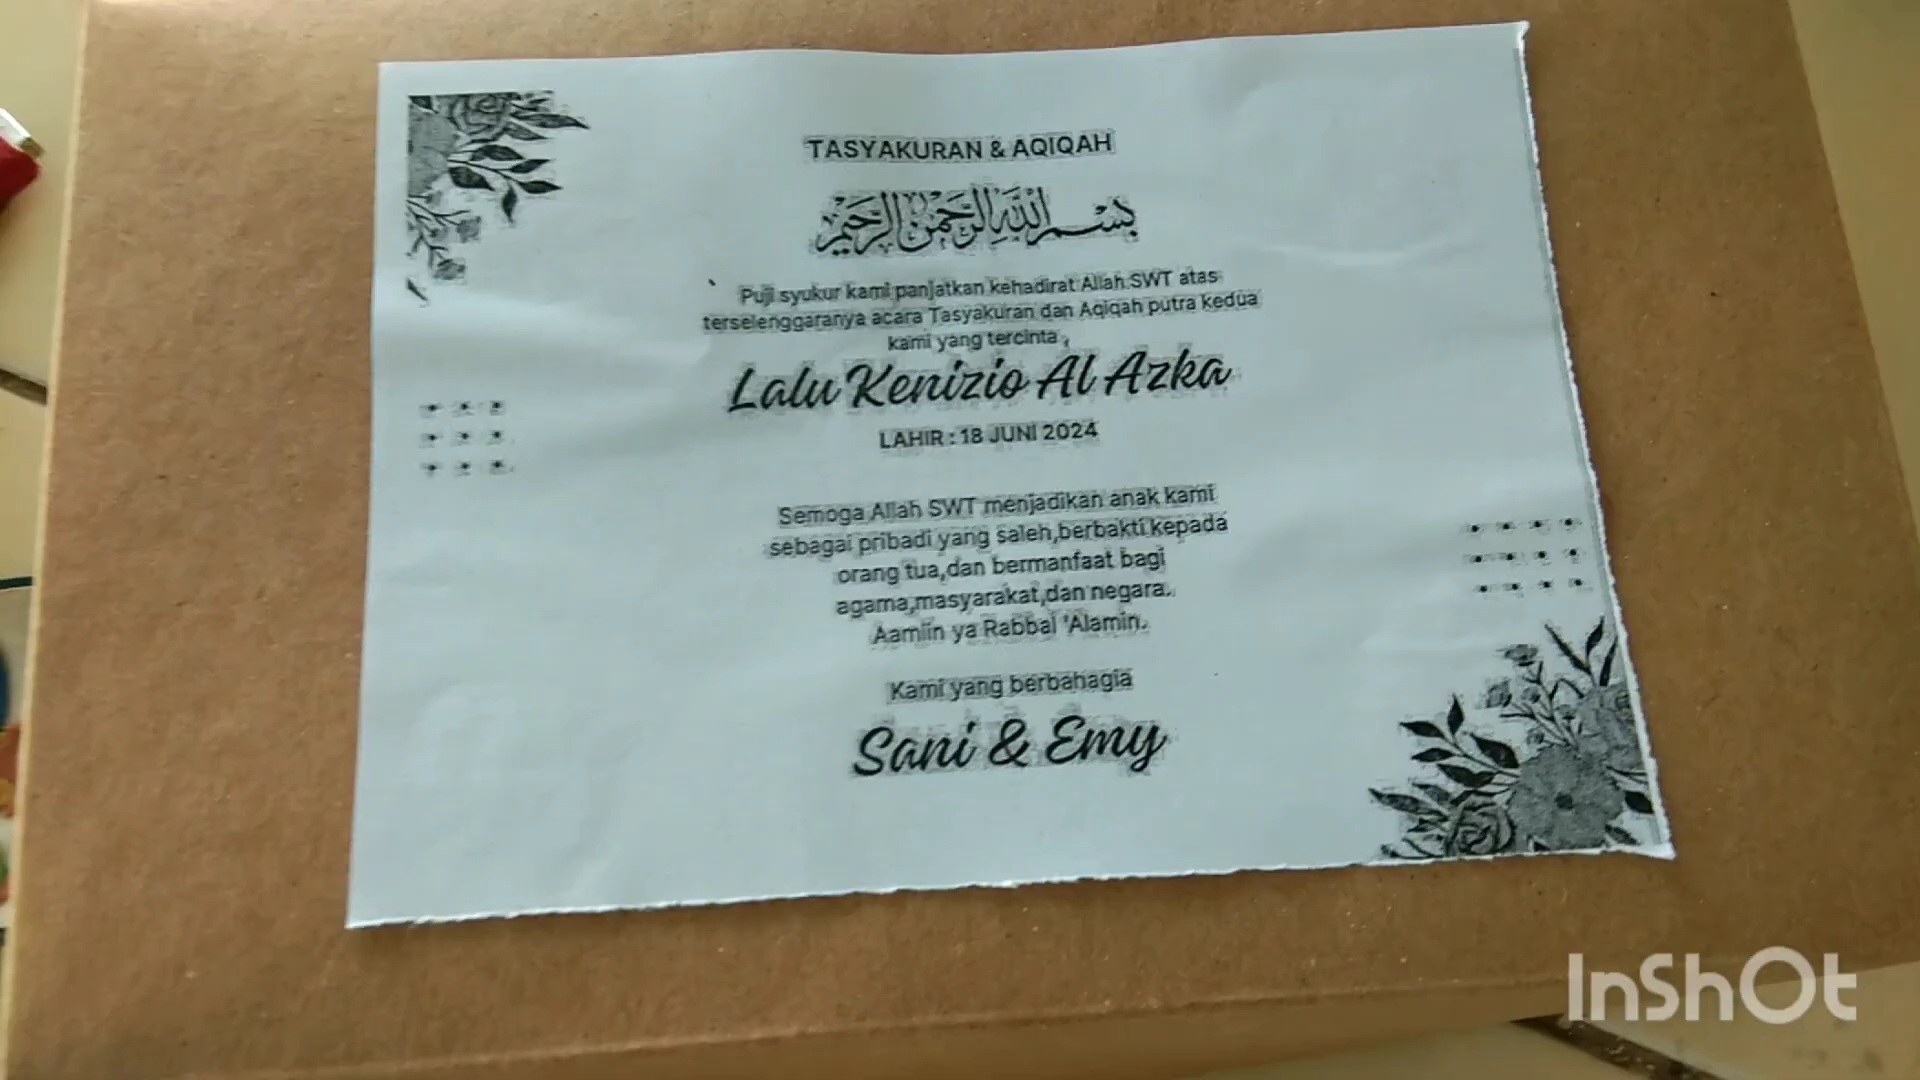 TASYAKURAN & AQIQAH
بسم الله الرحمن الرحيم
Puji syukur kami panjatkan kehadirat Allah SWT atas
terselenggaranya acara Tasyakuran dan Aqiqah putra kedua
kami yang tercinta,
Lalu Kenizio Al Azka
LAHIR : 18 JUNI 2024
Semoga Allah SWT menjadikan anak kami
sebagai pribadi yang saleh,berbakti kepada
orang tua,dan bermanfaat bagi
agama,masyarakat,dan negara.
Aamiin ya Rabbal 'Alamin.
Kami yang berbahagia
Sani & Emy
InShOt